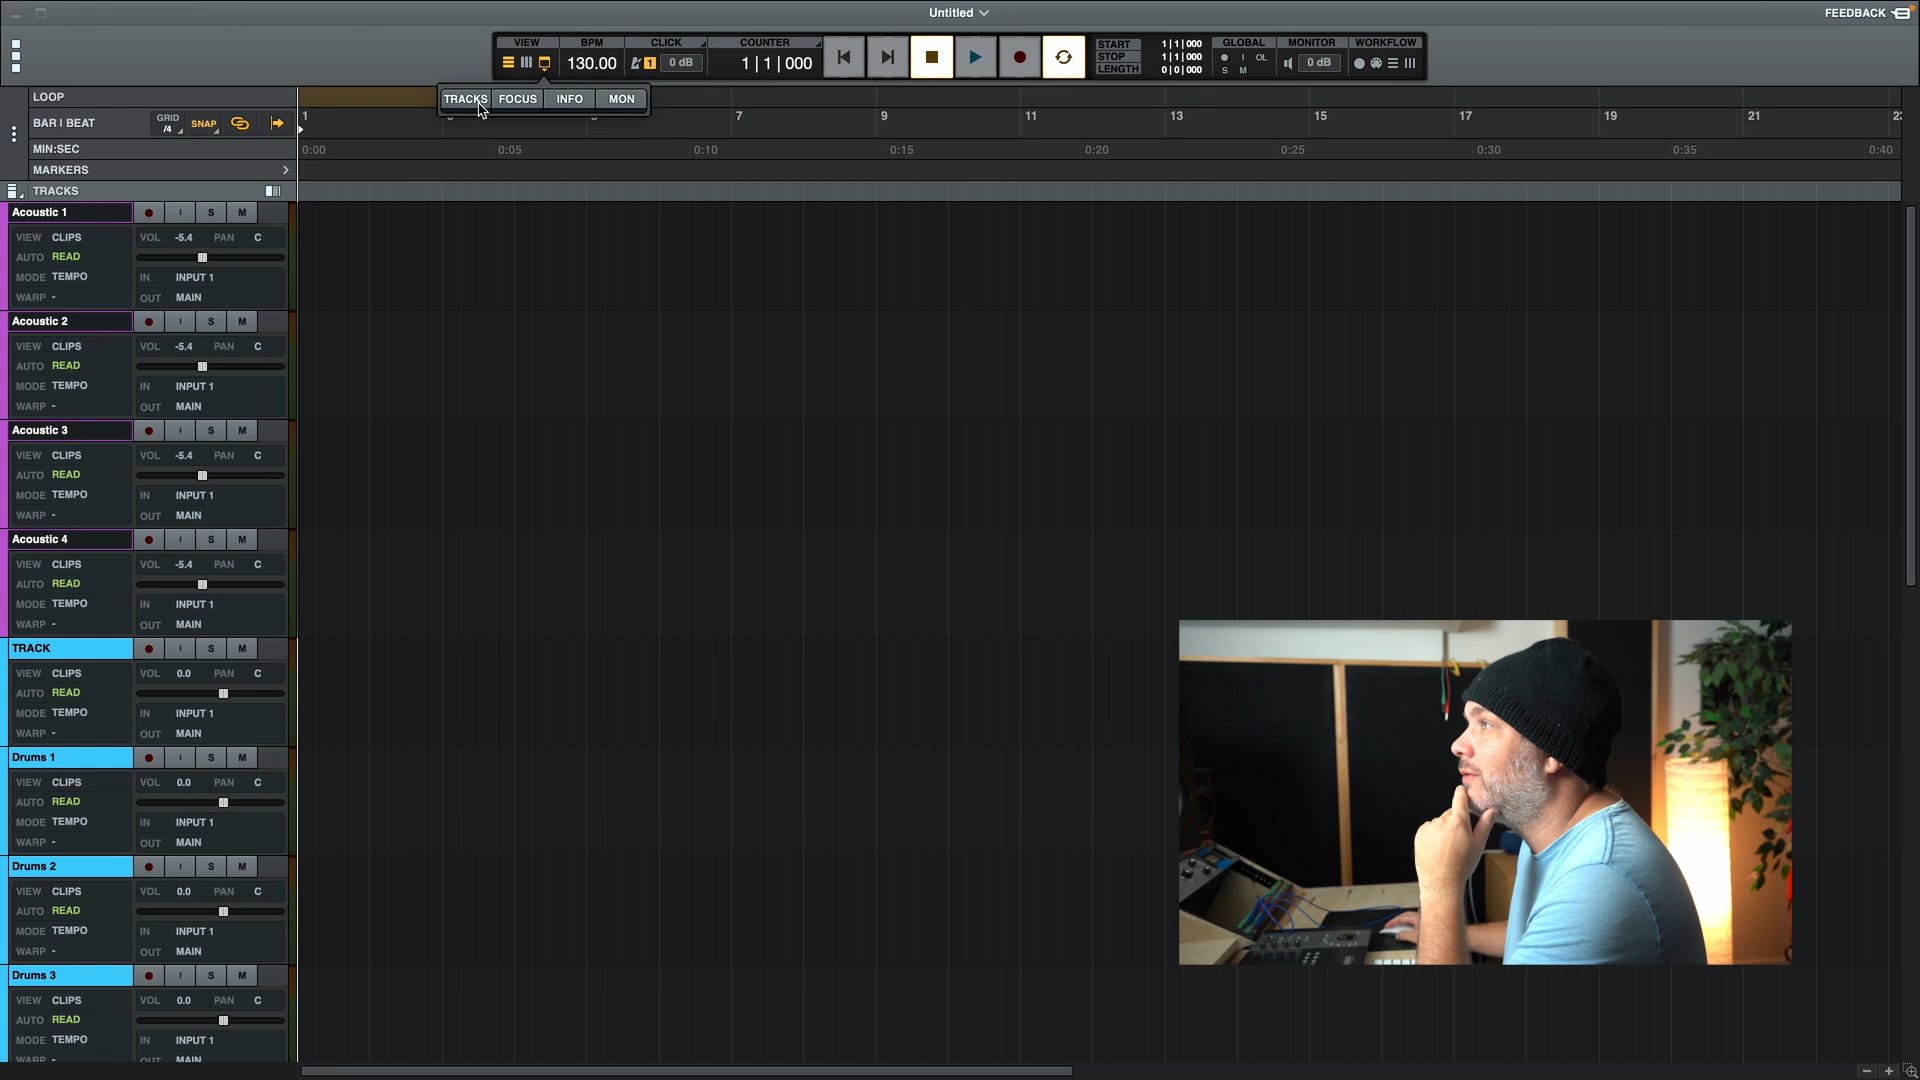 Untitled
FEEDBACK
VIEW BPM CLICK COUNTER
130.00 1 0 dB 1 | 1 | 000
START 1 | 1 | 000
STOP 1 | 1 | 000
LENGTH 0 | 0 | 000
GLOBAL MONITOR WORKFLOW
I OL 0 dB
S M
TRACKS FOCUS INFO MON
LOOP
BAR | BEAT GRID /4 SNAP
1 7 9 11 13 15 17 19 21
MIN:SEC 0:00 0:05 0:10 0:15 0:20 0:25 0:30 0:35 0:40
MARKERS
TRACKS
Acoustic 1 I S M
VIEW CLIPS VOL -5.4 PAN C
AUTO READ
MODE TEMPO IN INPUT 1
WARP - OUT MAIN
Acoustic 2 I S M
VIEW CLIPS VOL -5.4 PAN C
AUTO READ
MODE TEMPO IN INPUT 1
WARP - OUT MAIN
Acoustic 3 I S M
VIEW CLIPS VOL -5.4 PAN C
AUTO READ
MODE TEMPO IN INPUT 1
WARP - OUT MAIN
Acoustic 4 I S M
VIEW CLIPS VOL -5.4 PAN C
AUTO READ
MODE TEMPO IN INPUT 1
WARP - OUT MAIN
TRACK I S M
VIEW CLIPS VOL 0.0 PAN C
AUTO READ
MODE TEMPO IN INPUT 1
WARP - OUT MAIN
Drums 1 I S M
VIEW CLIPS VOL 0.0 PAN C
AUTO READ
MODE TEMPO IN INPUT 1
WARP - OUT MAIN
Drums 2 I S M
VIEW CLIPS VOL 0.0 PAN C
AUTO READ
MODE TEMPO IN INPUT 1
WARP - OUT MAIN
Drums 3 I S M
VIEW CLIPS VOL 0.0 PAN C
AUTO READ
MODE TEMPO IN INPUT 1
WARP - OUT MAIN